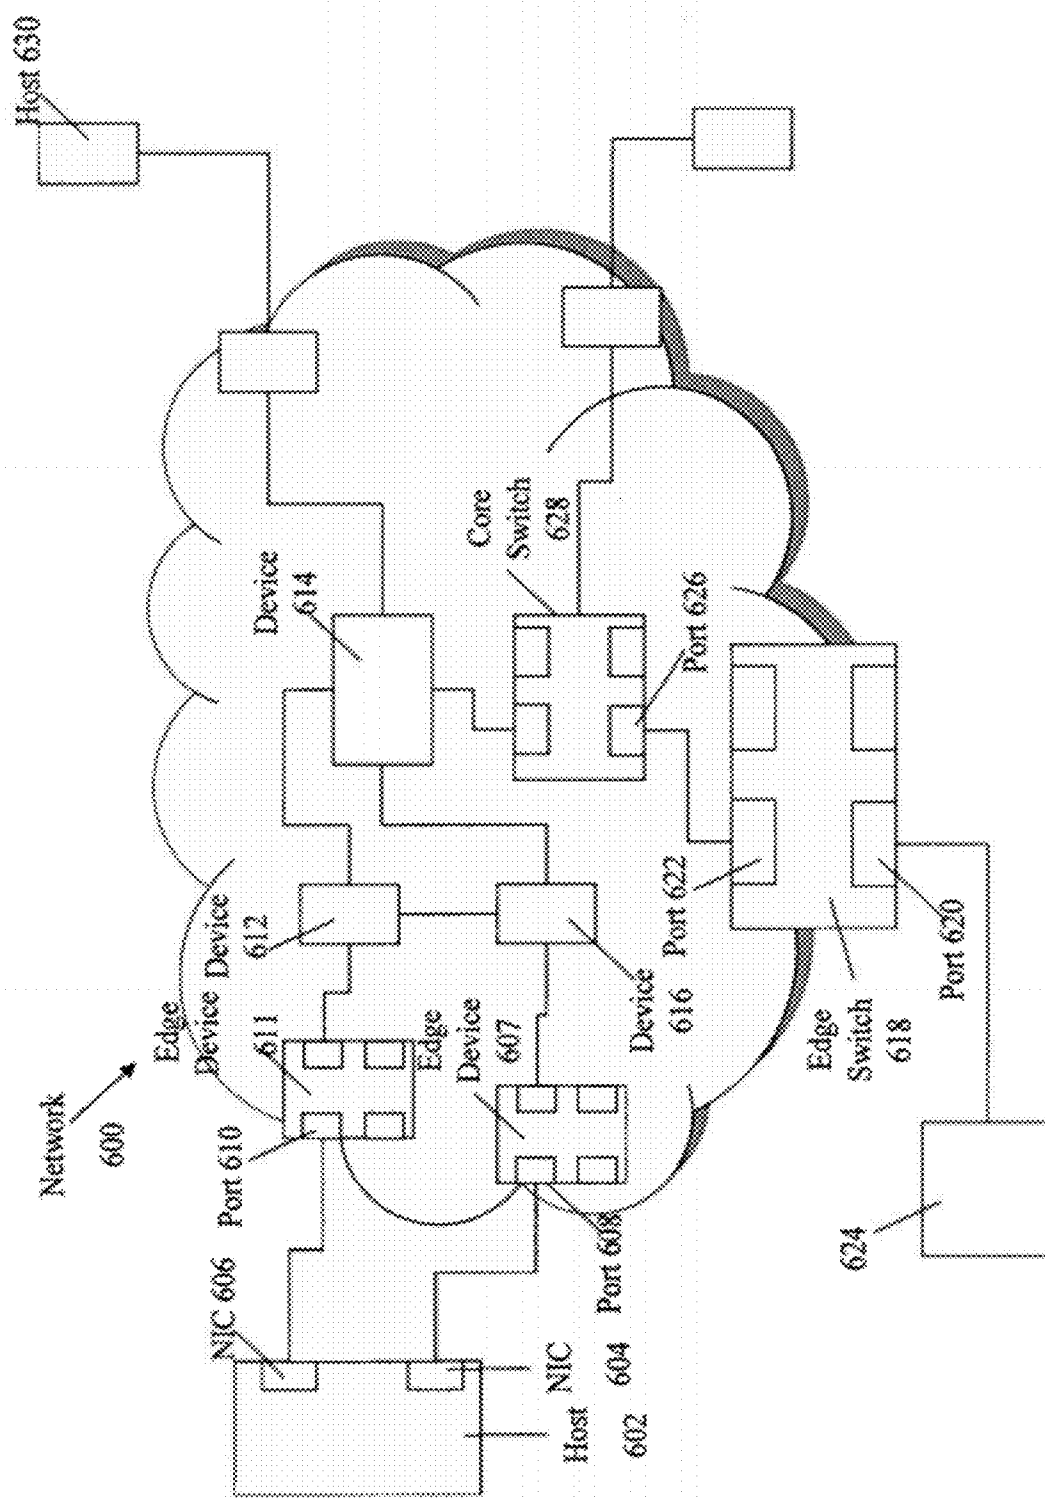 Network
600
Host 630
NIC 606
Port 610
Edge
Device
611
Device
612
Device
614
Core
Switch
628
Edge
Device
607
Port 608
NIC
604
Host
602
Device
616
Port 622
Port 626
Edge
Switch
618
Port 620
624